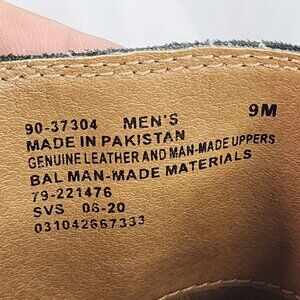 90-37304 MEN'S 9M
MADE IN PAKISTAN
GENUINE LEATHER AND MAN-MADE UPPERS
BAL MAN-MADE MATERIALS
79-221476
SVS 06-20
031042667333